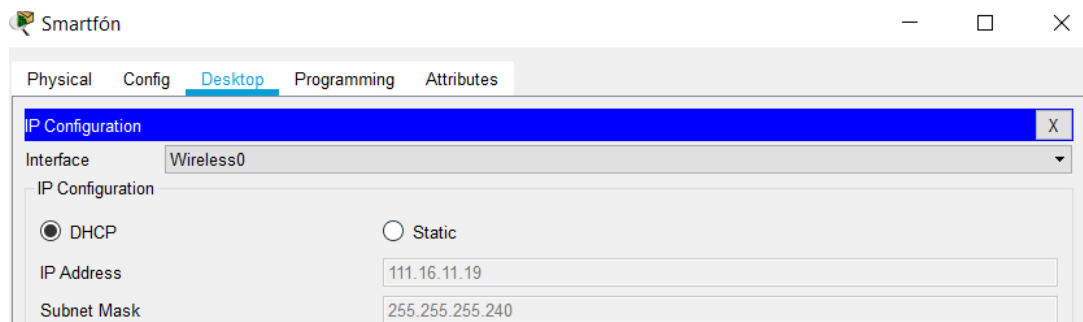 Smartfón
Physical Config Desktop Programming Attributes
IP Configuration X
Interface Wireless0
IP Configuration
DHCP Static
IP Address 111.16.11.19
Subnet Mask 255.255.255.240